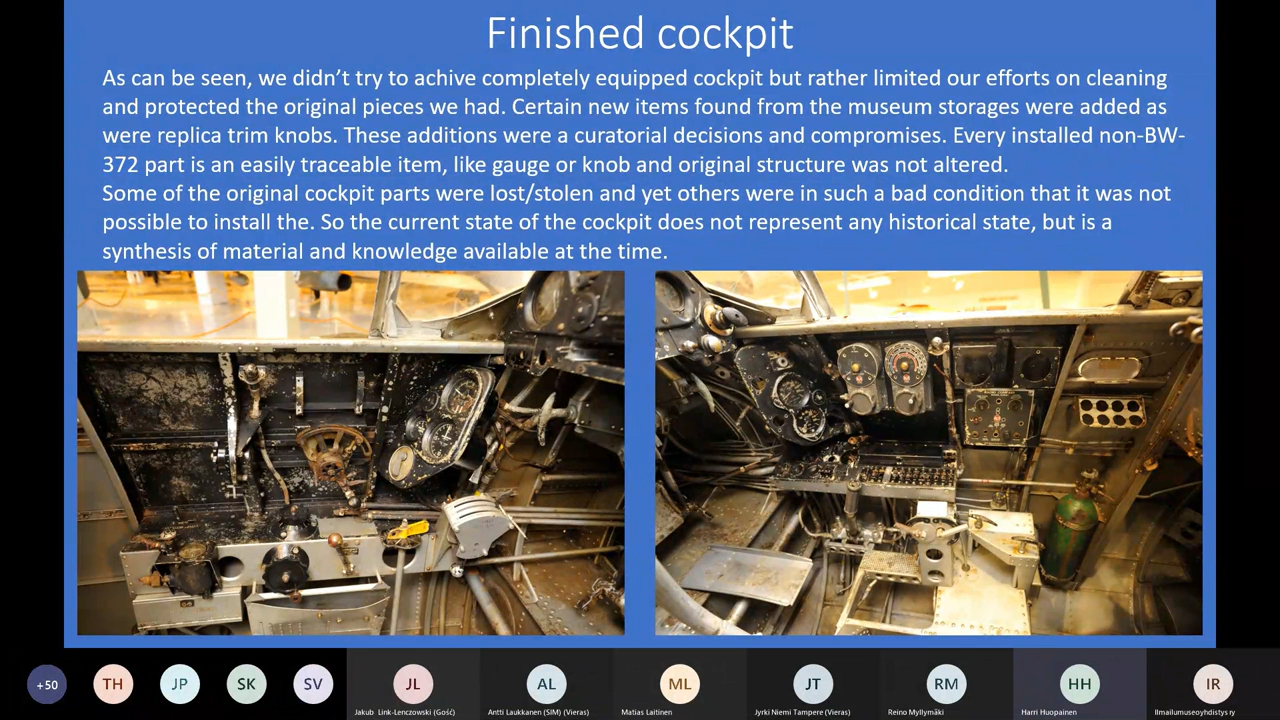 Finished cockpit
As can be seen, we didn't try to achive completely equipped cockpit but rather limited our efforts on cleaning
and protected the original pieces we had. Certain new items found from the museum storages were added as
were replica trim knobs. These additions were a curatorial decisions and compromises. Every installed non-BW-
372 part is an easily traceable item, like gauge or knob and original structure was not altered.
Some of the original cockpit parts were lost/stolen and yet others were in such a bad condition that it was not
possible to install the. So the current state of the cockpit does not represent any historical state, but is a
synthesis of material and knowledge available at the time.
+50
TH
JP
SK
SV
JL
AL
ML
JT
RM
HH
IR
Jakub Link-Lenczowski (Gość)
Antti Laukkanen (SIM) (Vieras)
Matias Laitinen
Jyrki Niemi Tampere (Vieras)
Reino Myllymäki
Harri Huopainen
Ilmailumuseoyhdistys ry